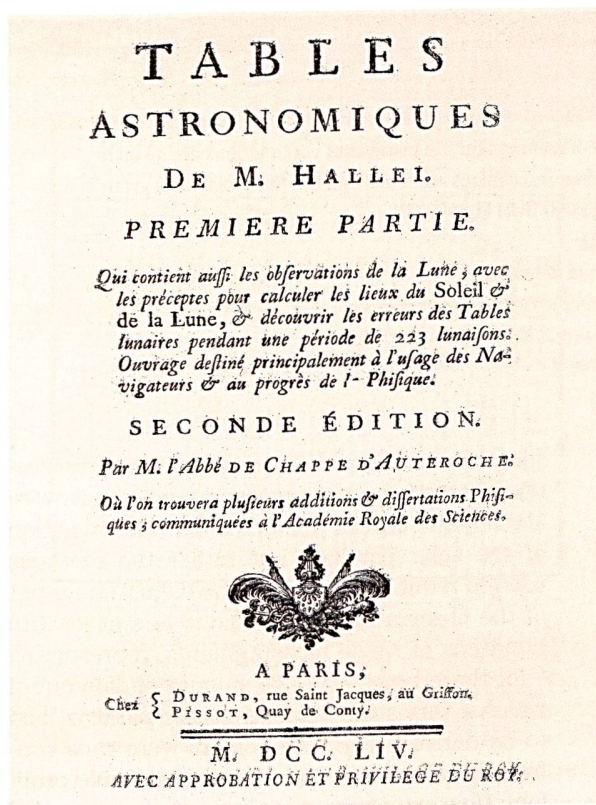 TABLES
ASTRONOMIQUES
DE M. HALLEI.
PREMIERE PARTIE.
Qui contient auſſi les obſervations de la Lune ; avec
les préceptes pour calculer les lieux du Soleil &
de la Lune, & découvrir les erreurs des Tables
lunaires pendant une période de 223 lunaiſons.
Ouvrage deſtiné principalement à l'uſage des Na-
vigateurs & au progrès de l- Phiſique.
SECONDE ÉDITION.
Par M. l'Abbé DE CHAPPE D'AUTEROCHE.
Où l'on trouvera pluſieurs additions & diſſertations Phiſi-
ques ; communiquées à l'Académie Royale des Sciences.
A PARIS,
Chez { DURAND, rue Saint Jacques, au Griffon.
PISSOT, Quay de Conty.
M. DCC. LIV.
AVEC APPROBATION ET PRIVILÉGE DU ROY.